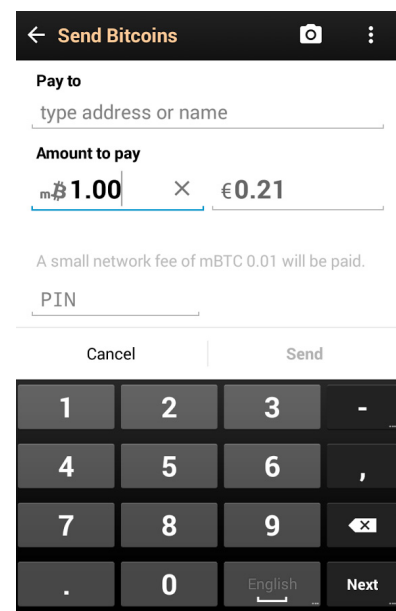 Send Bitcoins
Pay to
type address or name
Amount to pay
m₿1.00 €0.21
A small network fee of mBTC 0.01 will be paid.
PIN
Cancel Send
1 2 3 -
4 5 6 ,
7 8 9
. 0 English Next